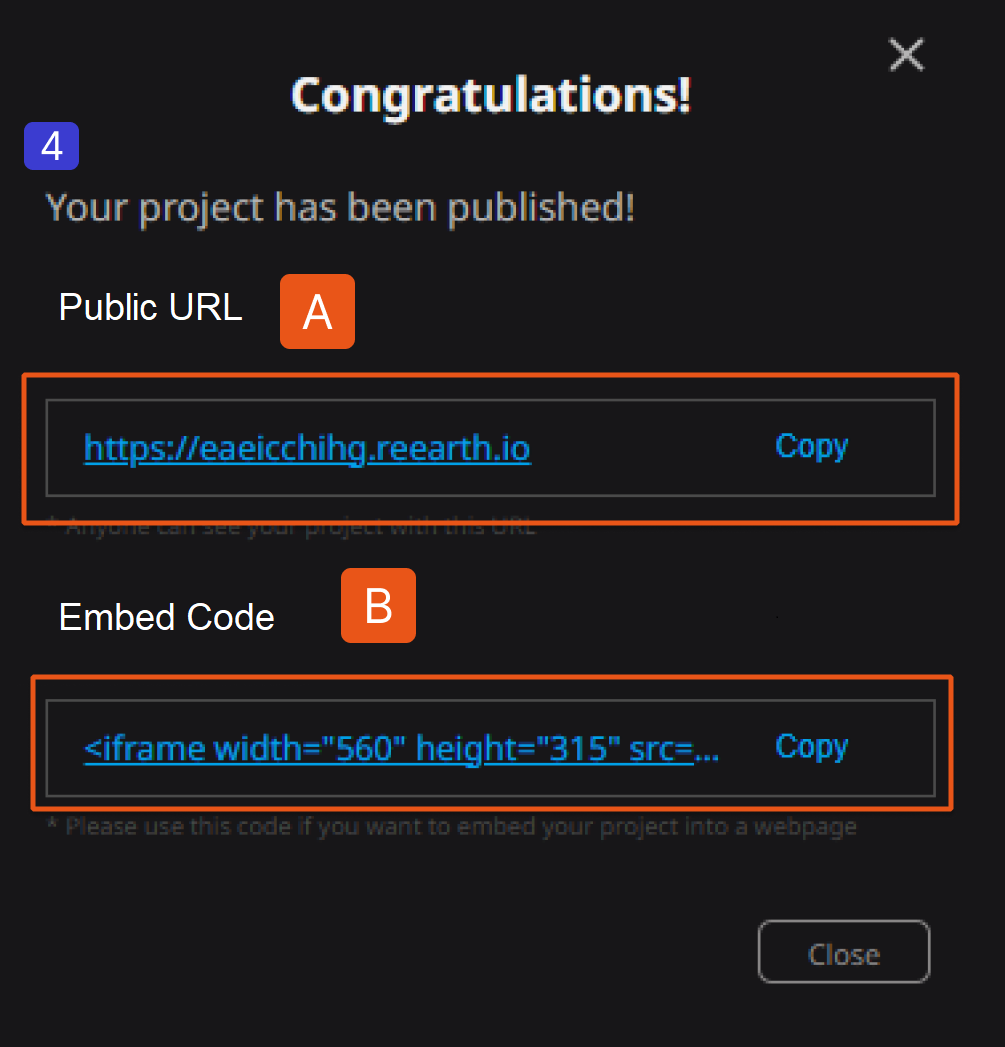 Congratulations!
4
Your project has been published!
Public URL A
https://eaeicchihg.reearth.io Copy
* Anyone can see your project with this URL
Embed Code B
<iframe width="560" height="315" src=... Copy
* Please use this code if you want to embed your project into a webpage
Close